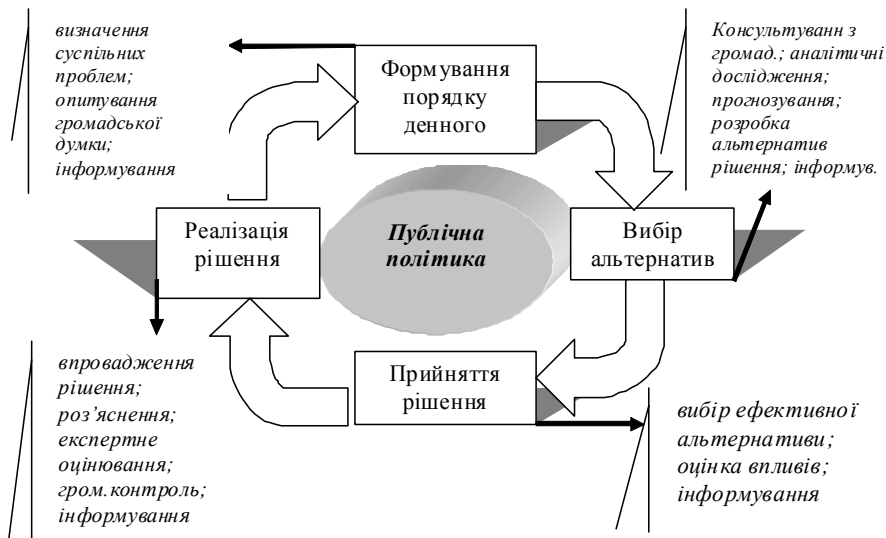 визначення
суспільних
проблем;
опитування
громадської
думки;
інформування
Формування
порядку
денного
Консультуванн з
громад.; аналітичні
дослідження;
прогнозування;
розробка
альтернатив
рішення; інформув.
Реалізація
рішення
Публічна
політика
Вибір
альтернатив
впровадження
рішення;
роз’яснення;
експертне
оцінювання;
гром.контроль;
інформування
Прийняття
рішення
вибір ефективної
альтернативи;
оцінка впливів;
інформування